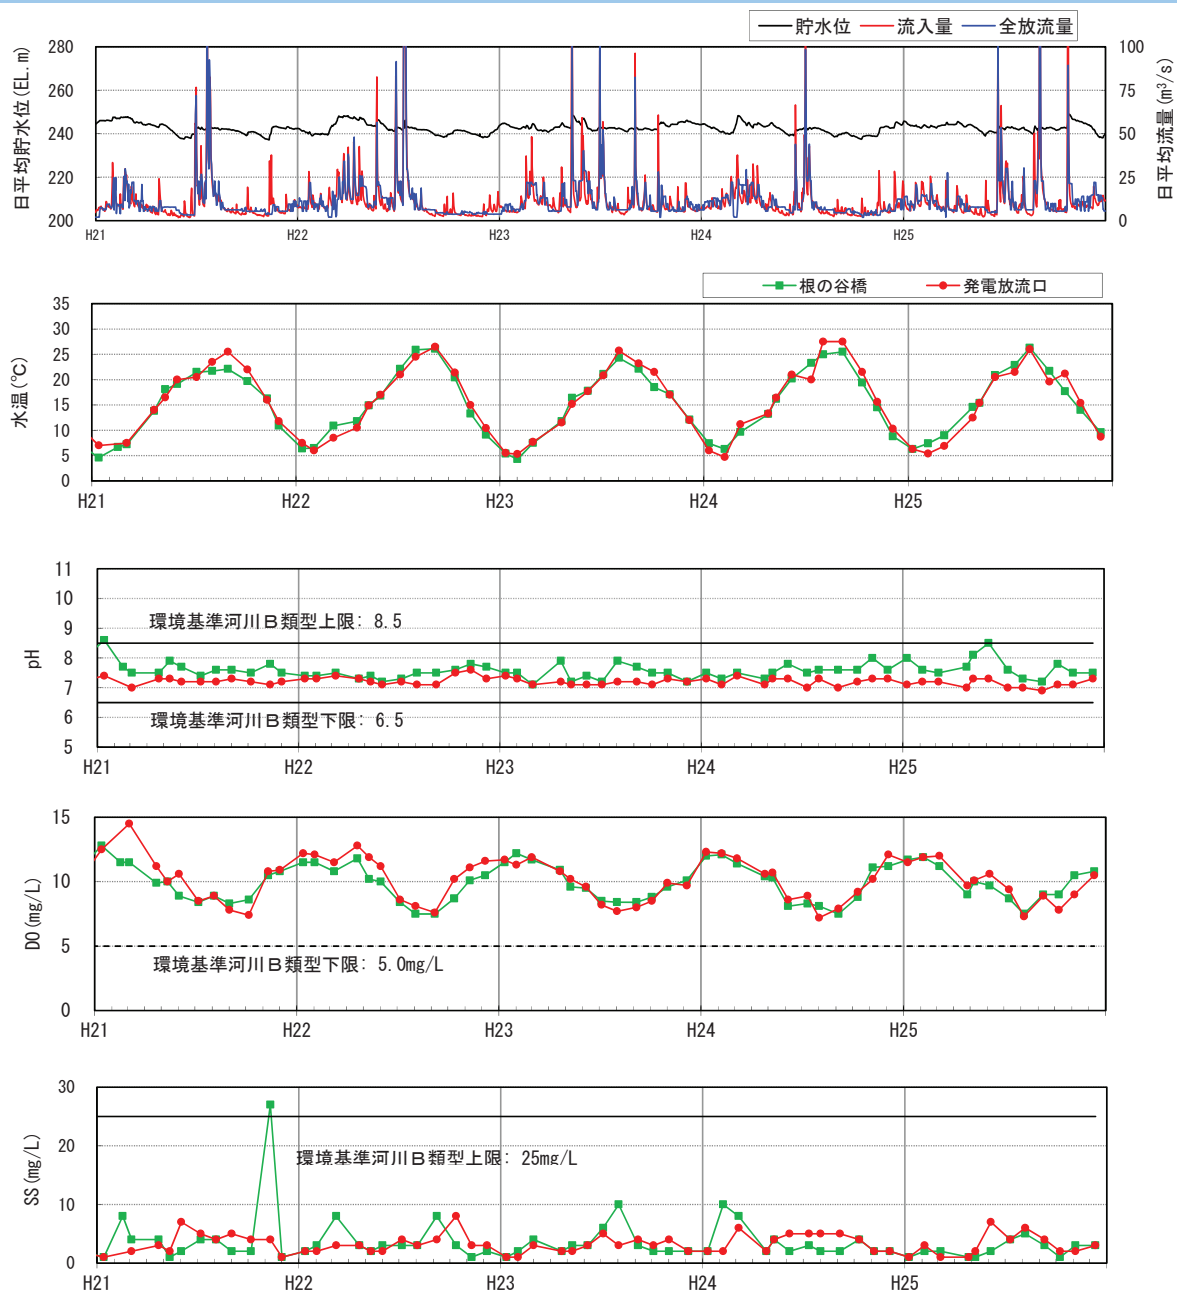 貯水位 流入量 全放流量
日平均貯水位(EL.m)
280
260
240
220
200
100
75
50
25
0
日平均流量(m³/s)
H21 H22 H23 H24 H25
根の谷橋 発電放流口
水温(℃)
35
30
25
20
15
10
5
0
H21 H22 H23 H24 H25
pH
11
10
9
8
7
6
5
環境基準河川B類型上限: 8.5
環境基準河川B類型下限: 6.5
H21 H22 H23 H24 H25
DO(mg/L)
15
10
5
0
環境基準河川B類型下限: 5.0mg/L
H21 H22 H23 H24 H25
SS(mg/L)
30
20
10
0
環境基準河川B類型上限: 25mg/L
H21 H22 H23 H24 H25